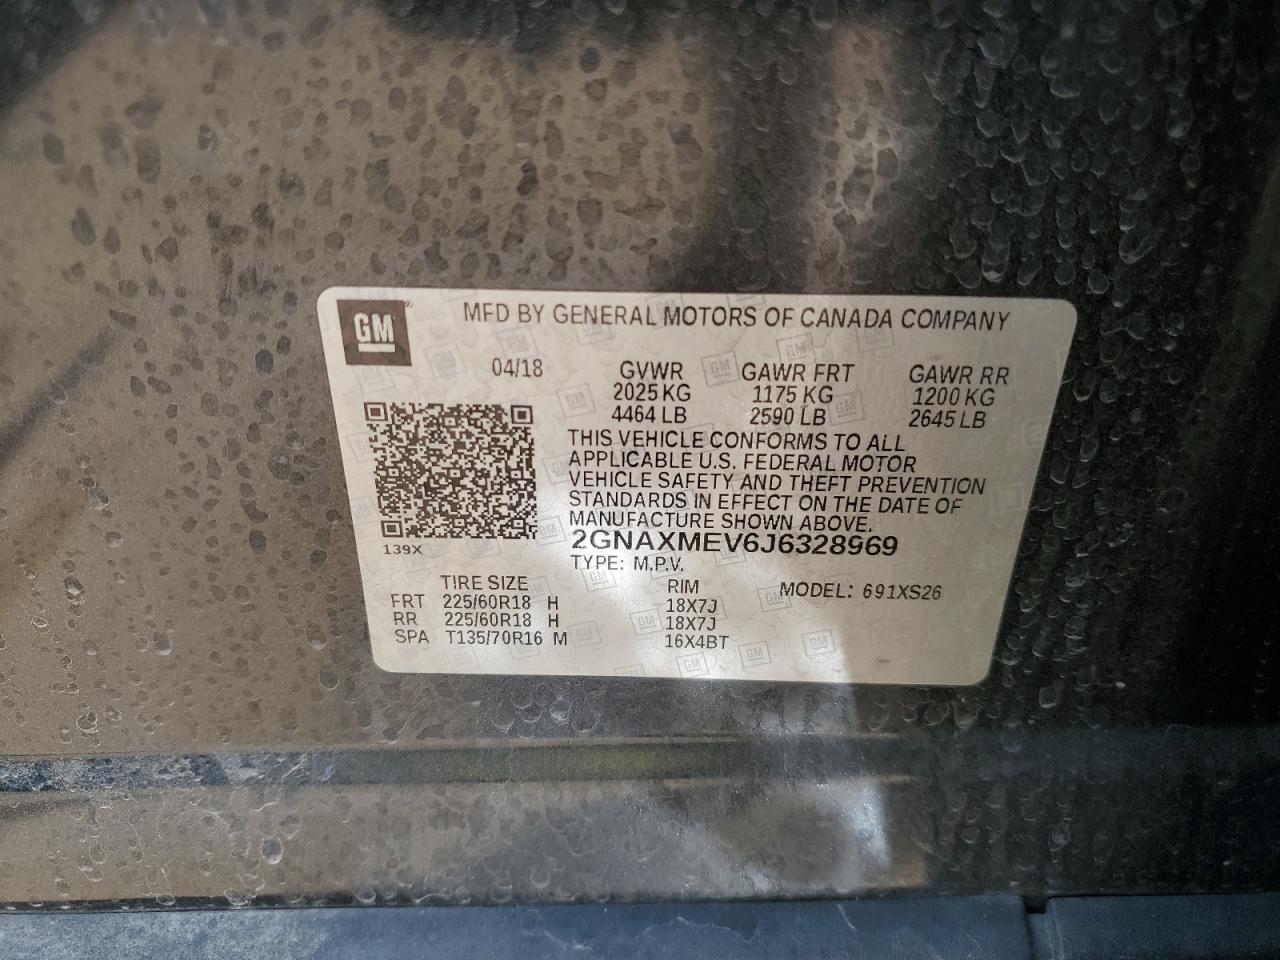 GM
MFD BY GENERAL MOTORS OF CANADA COMPANY
04/18 GVWR GAWR FRT GAWR RR
2025 KG 1175 KG 1200 KG
4464 LB 2590 LB 2645 LB
THIS VEHICLE CONFORMS TO ALL
APPLICABLE U.S. FEDERAL MOTOR
VEHICLE SAFETY AND THEFT PREVENTION
STANDARDS IN EFFECT ON THE DATE OF
MANUFACTURE SHOWN ABOVE.
139X 2GNAXMEV6J6328969
TYPE: M.P.V.
TIRE SIZE RIM MODEL: 691XS26
FRT 225/60R18 H 18X7J
RR 225/60R18 H 18X7J
SPA T135/70R16 M 16X4BT